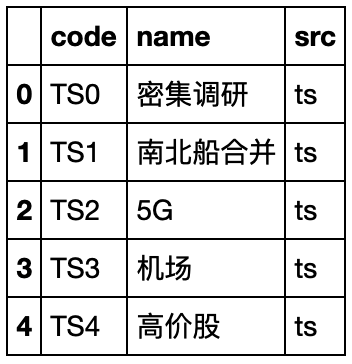 code name src
0 TS0 密集调研 ts
1 TS1 南北船合并 ts
2 TS2 5G ts
3 TS3 机场 ts
4 TS4 高价股 ts